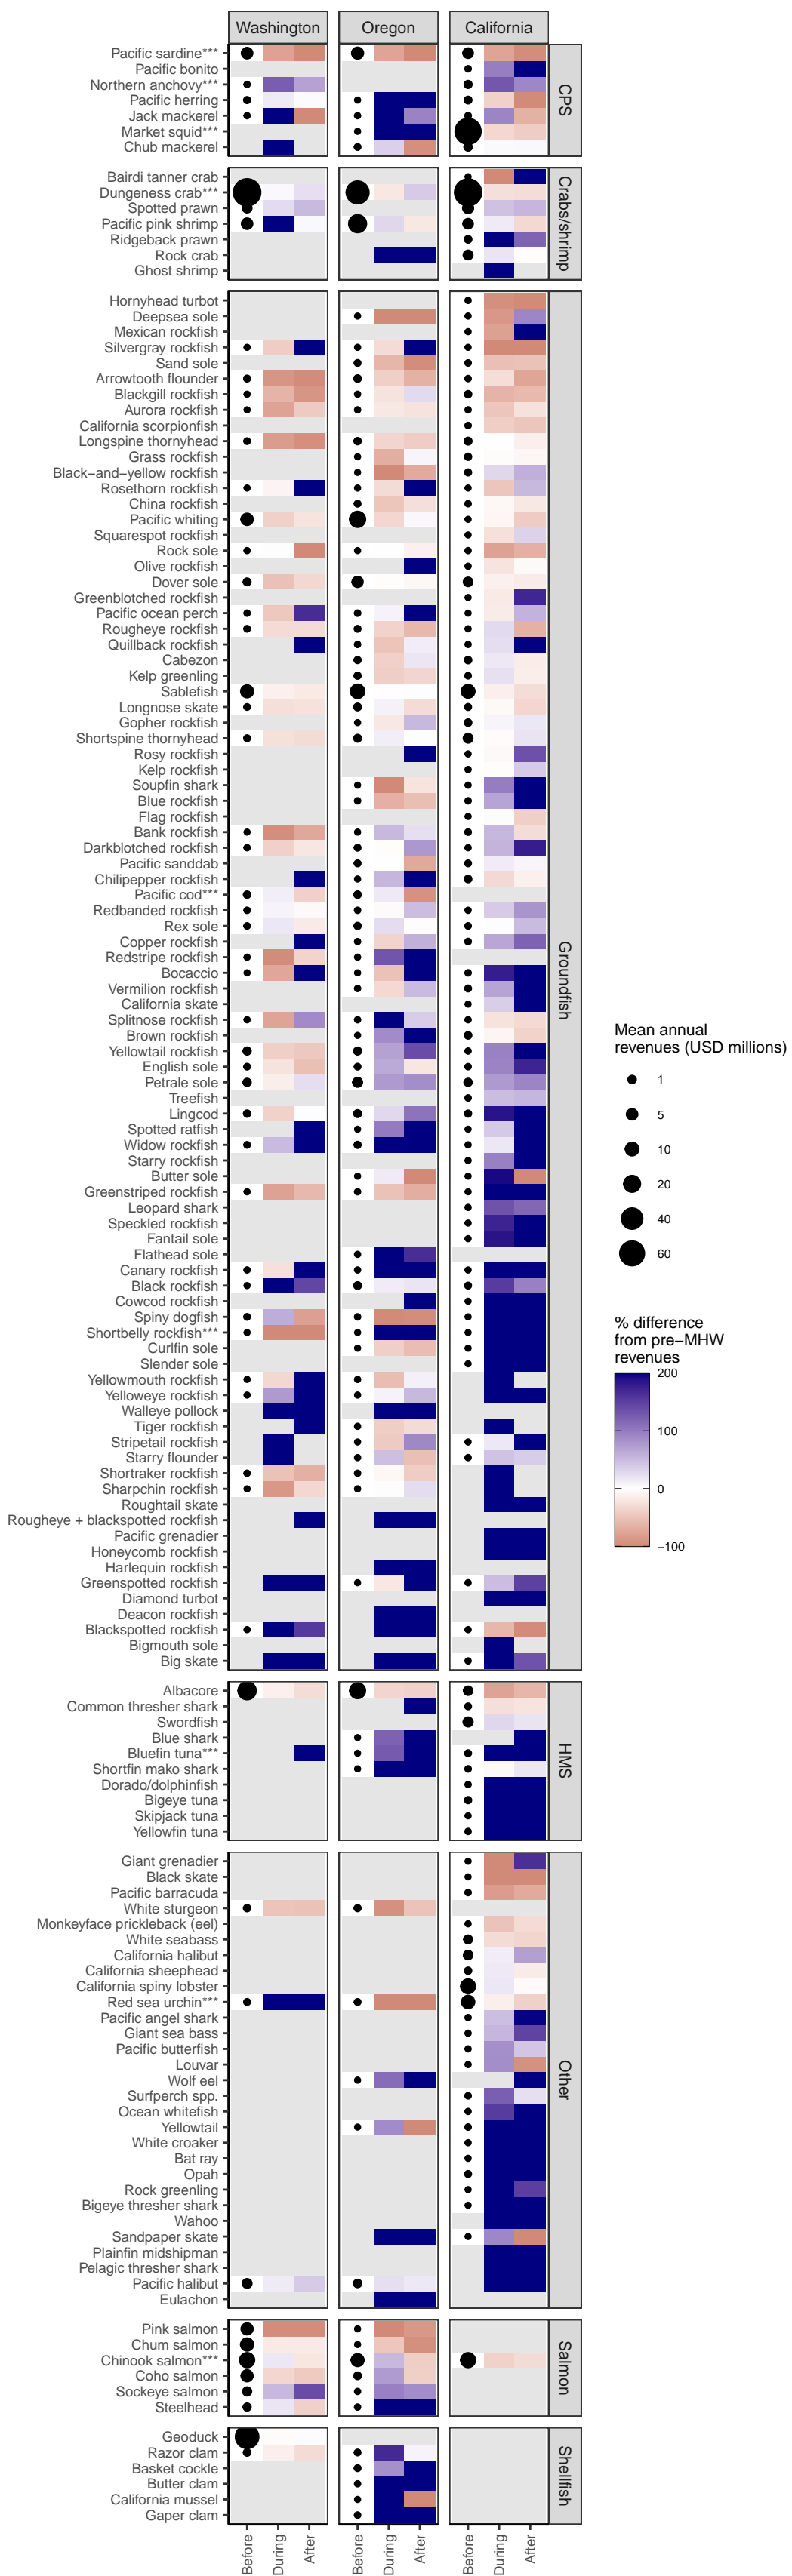 Washington
Oregon
California
Pacific sardine***
Pacific bonito
Northern anchovy***
Pacific herring
Jack mackerel
Market squid***
Chub mackerel
CPS
Bairdi tanner crab
Dungeness crab***
Spotted prawn
Pacific pink shrimp
Ridgeback prawn
Rock crab
Ghost shrimp
Crabs/shrimp
Hornyhead turbot
Deepsea sole
Mexican rockfish
Silvergray rockfish
Sand sole
Arrowtooth flounder
Blackgill rockfish
Aurora rockfish
California scorpionfish
Longspine thornyhead
Grass rockfish
Black−and−yellow rockfish
Rosethorn rockfish
China rockfish
Pacific whiting
Squarespot rockfish
Rock sole
Olive rockfish
Dover sole
Greenblotched rockfish
Pacific ocean perch
Rougheye rockfish
Quillback rockfish
Cabezon
Kelp greenling
Sablefish
Longnose skate
Gopher rockfish
Shortspine thornyhead
Rosy rockfish
Kelp rockfish
Soupfin shark
Blue rockfish
Flag rockfish
Bank rockfish
Darkblotched rockfish
Pacific sanddab
Chilipepper rockfish
Pacific cod***
Redbanded rockfish
Rex sole
Copper rockfish
Redstripe rockfish
Bocaccio
Vermilion rockfish
California skate
Splitnose rockfish
Brown rockfish
Yellowtail rockfish
English sole
Petrale sole
Treefish
Lingcod
Spotted ratfish
Widow rockfish
Starry rockfish
Butter sole
Greenstriped rockfish
Leopard shark
Speckled rockfish
Fantail sole
Flathead sole
Canary rockfish
Black rockfish
Cowcod rockfish
Spiny dogfish
Shortbelly rockfish***
Curlfin sole
Slender sole
Yellowmouth rockfish
Yelloweye rockfish
Walleye pollock
Tiger rockfish
Stripetail rockfish
Starry flounder
Shortraker rockfish
Sharpchin rockfish
Roughtail skate
Rougheye + blackspotted rockfish
Pacific grenadier
Honeycomb rockfish
Harlequin rockfish
Greenspotted rockfish
Diamond turbot
Deacon rockfish
Blackspotted rockfish
Bigmouth sole
Big skate
Groundfish
Mean annual
revenues (USD millions)
1
5
10
20
40
60
% difference
from pre−MHW
revenues
200
100
0
−100
Albacore
Common thresher shark
Swordfish
Blue shark
Bluefin tuna***
Shortfin mako shark
Dorado/dolphinfish
Bigeye tuna
Skipjack tuna
Yellowfin tuna
HMS
Giant grenadier
Black skate
Pacific barracuda
White sturgeon
Monkeyface prickleback (eel)
White seabass
California halibut
California sheephead
California spiny lobster
Red sea urchin***
Pacific angel shark
Giant sea bass
Pacific butterfish
Louvar
Wolf eel
Surfperch spp.
Ocean whitefish
Yellowtail
White croaker
Bat ray
Opah
Rock greenling
Bigeye thresher shark
Wahoo
Sandpaper skate
Plainfin midshipman
Pelagic thresher shark
Pacific halibut
Eulachon
Other
Pink salmon
Chum salmon
Chinook salmon***
Coho salmon
Sockeye salmon
Steelhead
Salmon
Geoduck
Razor clam
Basket cockle
Butter clam
California mussel
Gaper clam
Shellfish
Before
During
After
Before
During
After
Before
During
After